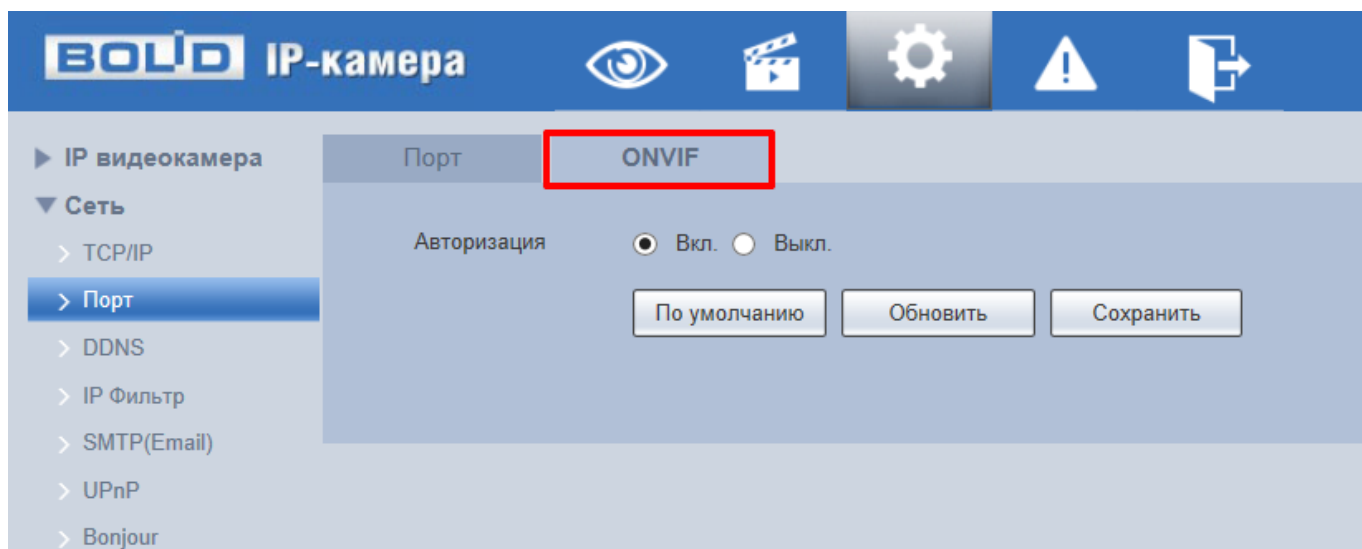 BOLID IP-камера
IP видеокамера
Сеть
TCP/IP
Порт
DDNS
IP Фильтр
SMTP(Email)
UPnP
Bonjour
Порт ONVIF
Авторизация Вкл. Выкл.
По умолчанию Обновить Сохранить